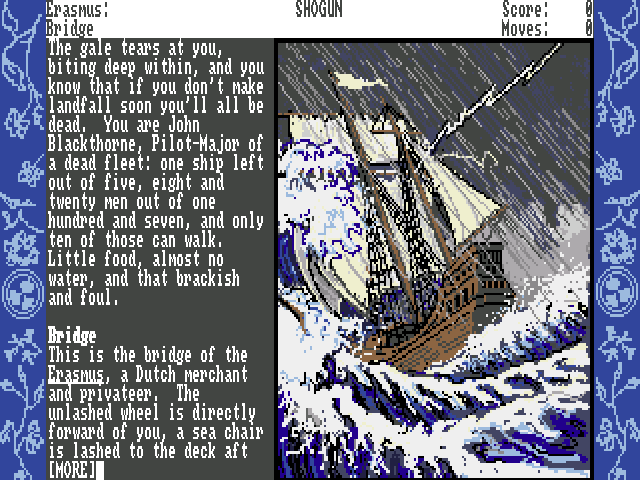 Erasmus: SHOGUN Score: 0
Bridge Moves: 0
The gale tears at you,
biting deep within, and you
know that if you don't make
landfall soon you'll all be
dead. You are John
Blackthorne, Pilot-Major of
a dead fleet: one ship left
out of five, eight and
twenty men out of one
hundred and seven, and only
ten of those can walk.
Little food, almost no
water, and that brackish
and foul.
Bridge
This is the bridge of the
Erasmus, a Dutch merchant
and privateer. The
unlashed wheel is directly
forward of you, a sea chair
is lashed to the deck aft
[MORE]